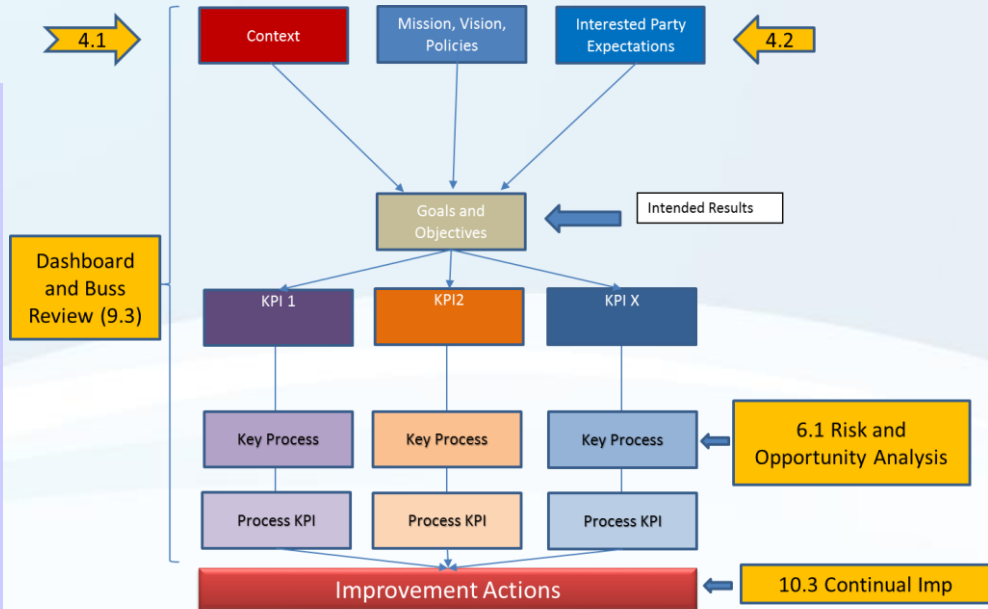 4.1
Context
Mission, Vision,
Policies
Interested Party
Expectations
4.2
Goals and
Objectives
Intended Results
Dashboard
and Buss
Review (9.3)
KPI 1
KPI2
KPI X
Key Process
Key Process
Key Process
6.1 Risk and
Opportunity Analysis
Process KPI
Process KPI
Process KPI
Improvement Actions
10.3 Continual Imp